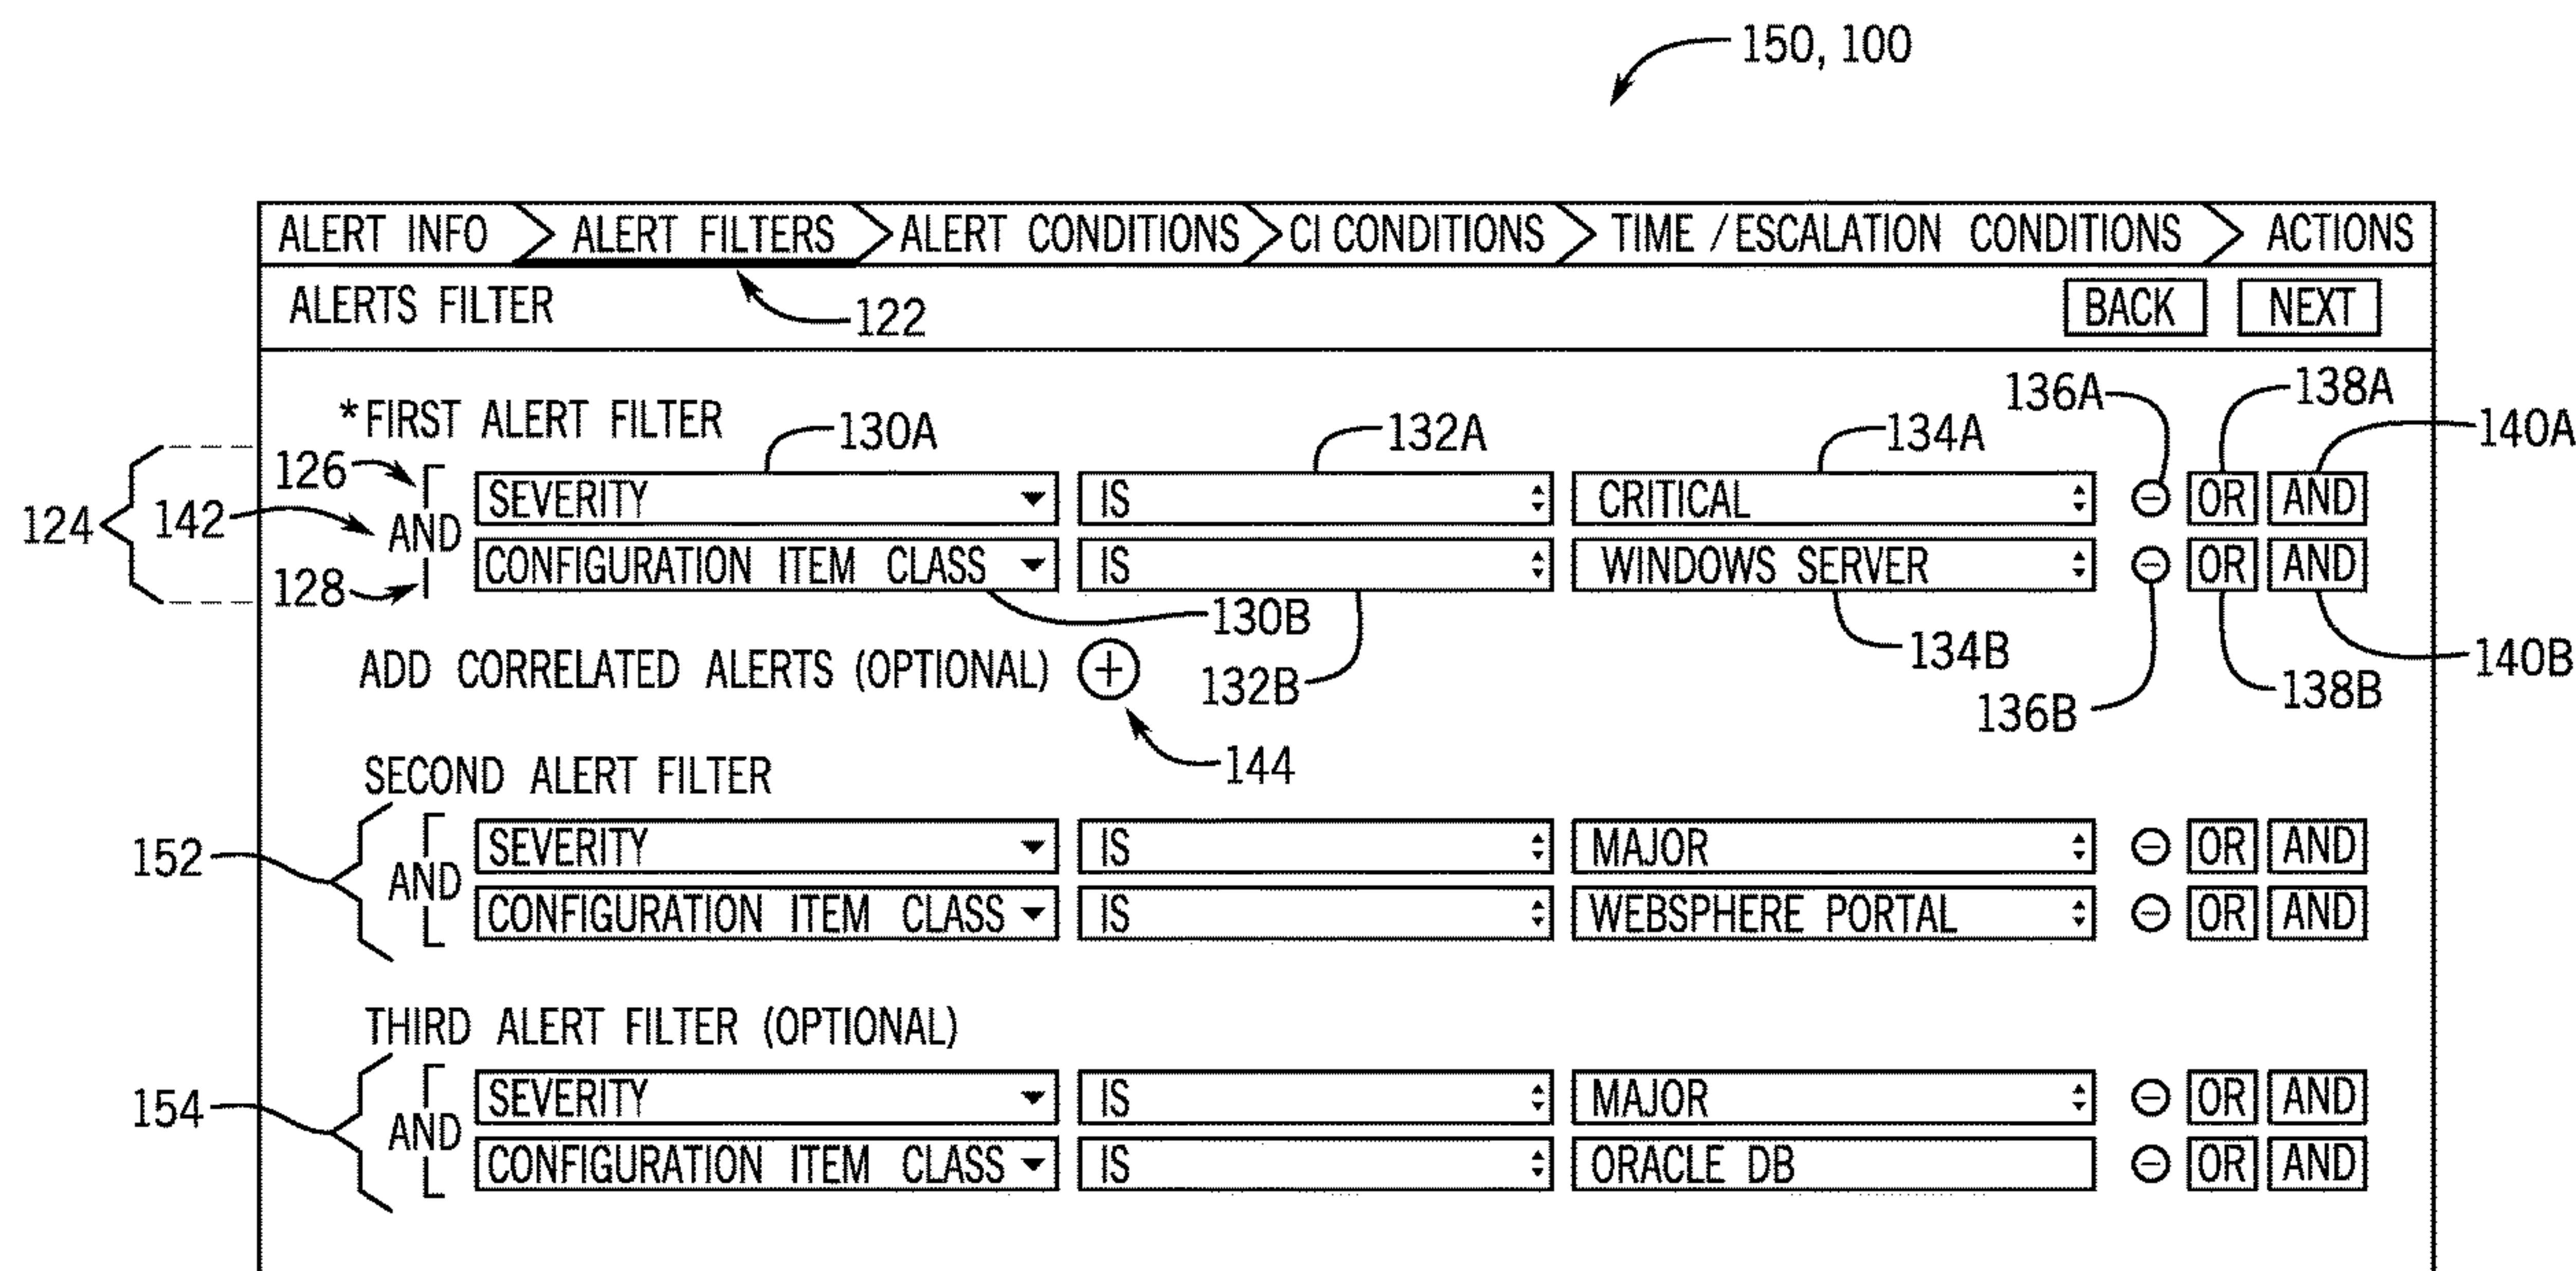 150, 100
ALERT INFO ALERT FILTERS ALERT CONDITIONS CI CONDITIONS TIME / ESCALATION CONDITIONS ACTIONS
ALERTS FILTER 122 BACK NEXT
*FIRST ALERT FILTER 130A 132A 134A 136A 138A 140A
124 142 126 AND 128
SEVERITY IS CRITICAL OR AND
CONFIGURATION ITEM CLASS IS WINDOWS SERVER OR AND
130B 132B 134B 136B 138B 140B
ADD CORRELATED ALERTS (OPTIONAL) +
144
SECOND ALERT FILTER
152 AND
SEVERITY IS MAJOR OR AND
CONFIGURATION ITEM CLASS IS WEBSPHERE PORTAL OR AND
THIRD ALERT FILTER (OPTIONAL)
154 AND
SEVERITY IS MAJOR OR AND
CONFIGURATION ITEM CLASS IS ORACLE DB OR AND